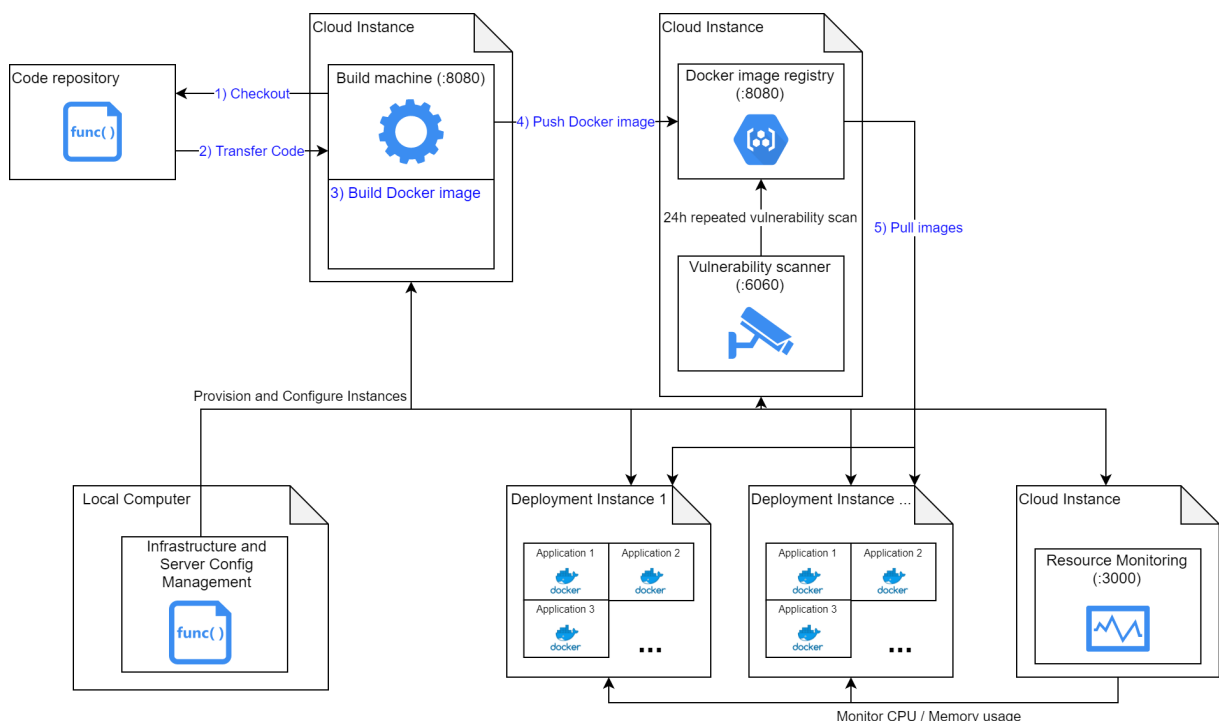 Cloud Instance
Cloud Instance
Code repository
func( )
Build machine (:8080)
1) Checkout
2) Transfer Code
3) Build Docker image
4) Push Docker image
Docker image registry
(:8080)
24h repeated vulnerability scan
5) Pull images
Vulnerability scanner
(:6060)
Provision and Configure Instances
Local Computer
Infrastructure and
Server Config
Management
func( )
Deployment Instance 1
Application 1
docker
Application 2
docker
Application 3
docker
...
Deployment Instance ...
Application 1
docker
Application 2
docker
Application 3
docker
...
Cloud Instance
Resource Monitoring
(:3000)
Monitor CPU / Memory usage